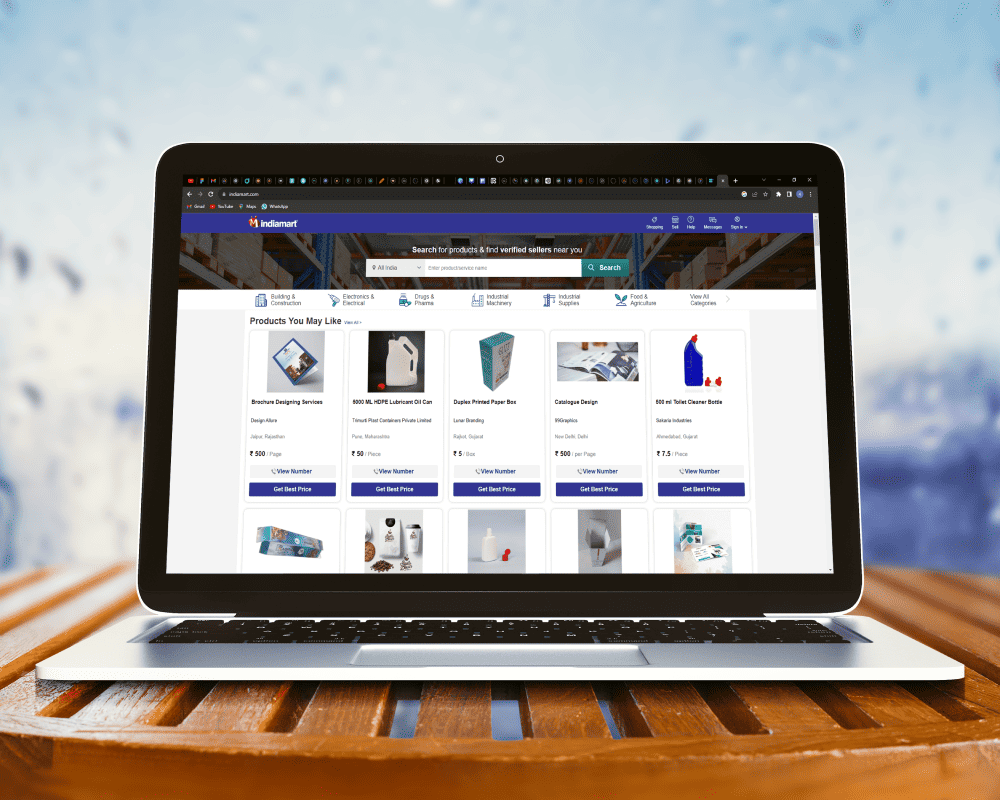 indiamart.com
Gmail YouTube Maps WhatsApp
indiamart
Shopping Sell Help Messages Sign In
Search for products & find verified sellers near you
All India Enter product/service name Search
Building & Construction
Electronics & Electrical
Drugs & Pharma
Industrial Machinery
Industrial Supplies
Food & Agriculture
View All Categories
Products You May Like View All
Brochure Designing Services
Design Allure
Jaipur, Rajasthan
₹ 500 / Page
View Number
Get Best Price
5000 ML HDPE Lubricant Oil Can
Trimurti Plast Containers Private Limited
Pune, Maharashtra
₹ 50 / Piece
View Number
Get Best Price
Duplex Printed Paper Box
Lunar Branding
Rajkot, Gujarat
₹ 5 / Box
View Number
Get Best Price
Catalogue Design
99Graphics
New Delhi, Delhi
₹ 500 / per Page
View Number
Get Best Price
500 ml Toilet Cleaner Bottle
Sakaria Industries
Ahmedabad, Gujarat
₹ 7.5 / Piece
View Number
Get Best Price